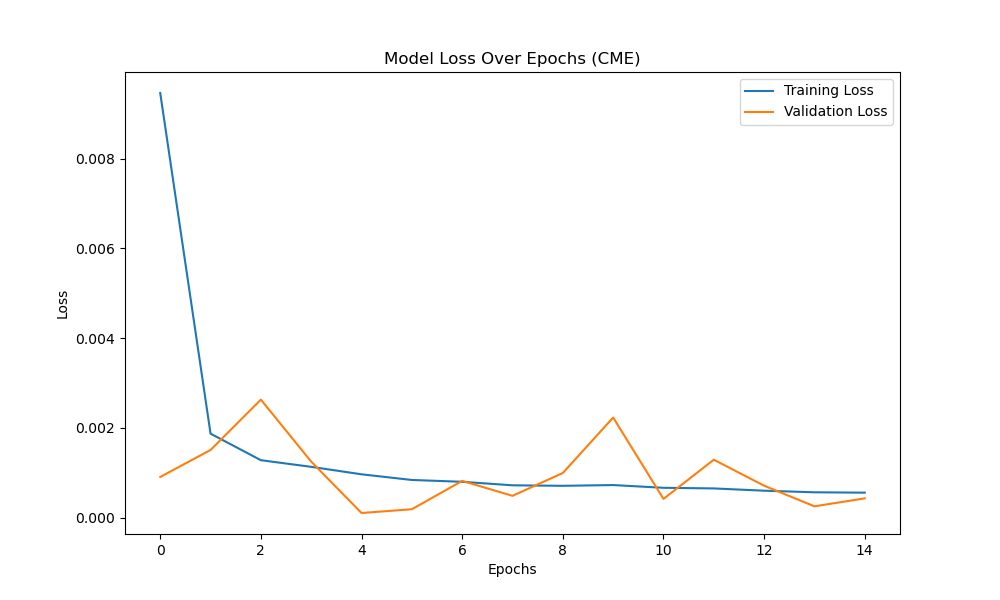 Model Loss Over Epochs (CME)
Training Loss
Validation Loss
0.008
0.006
0.004
0.002
0.000
Loss
0 2 4 6 8 10 12 14
Epochs